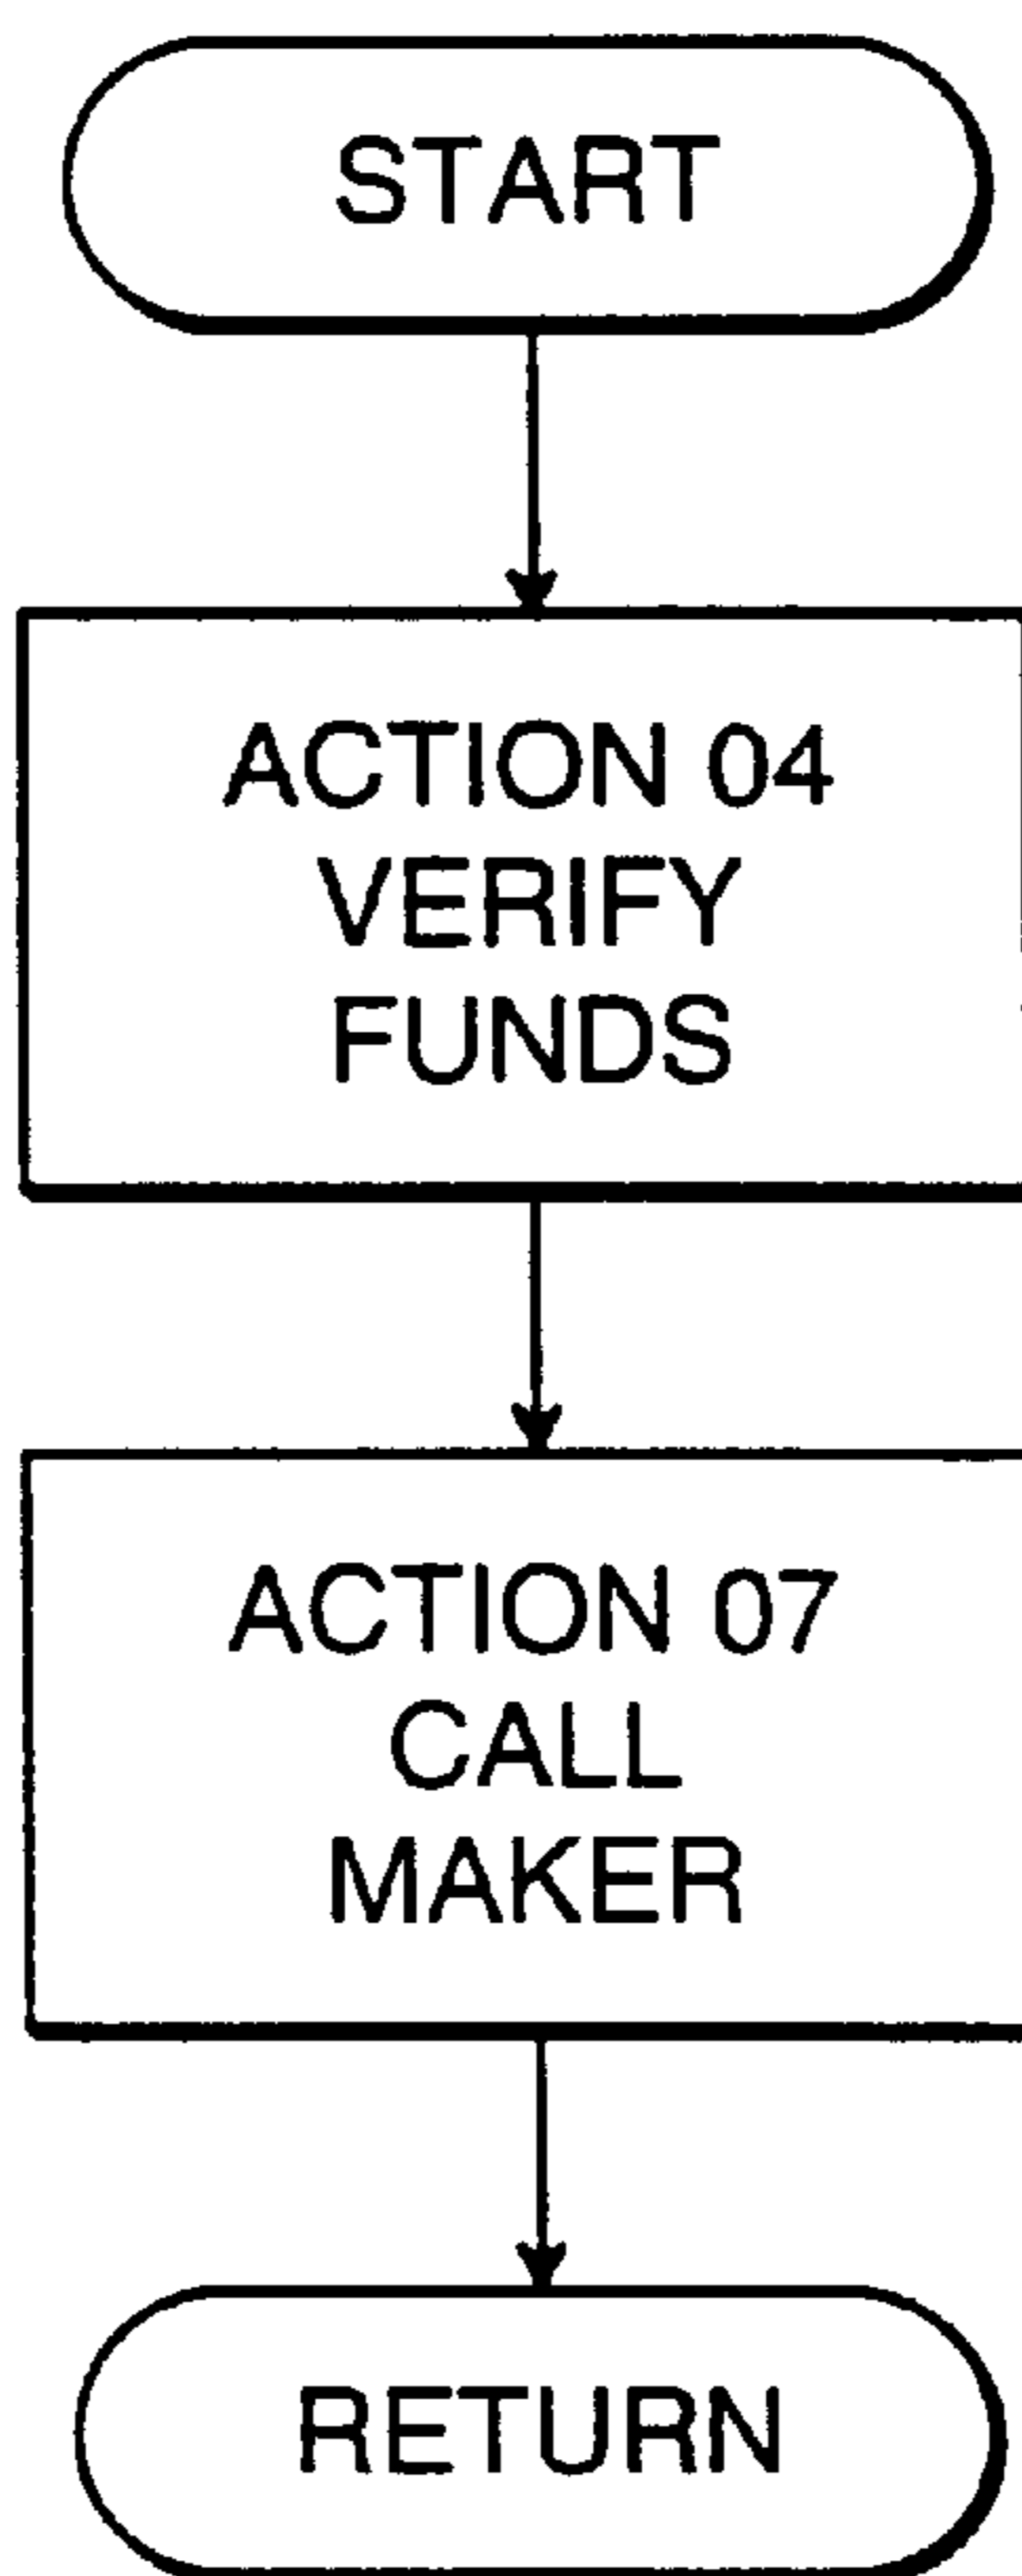 START
ACTION 04
VERIFY
FUNDS
ACTION 07
CALL
MAKER
RETURN